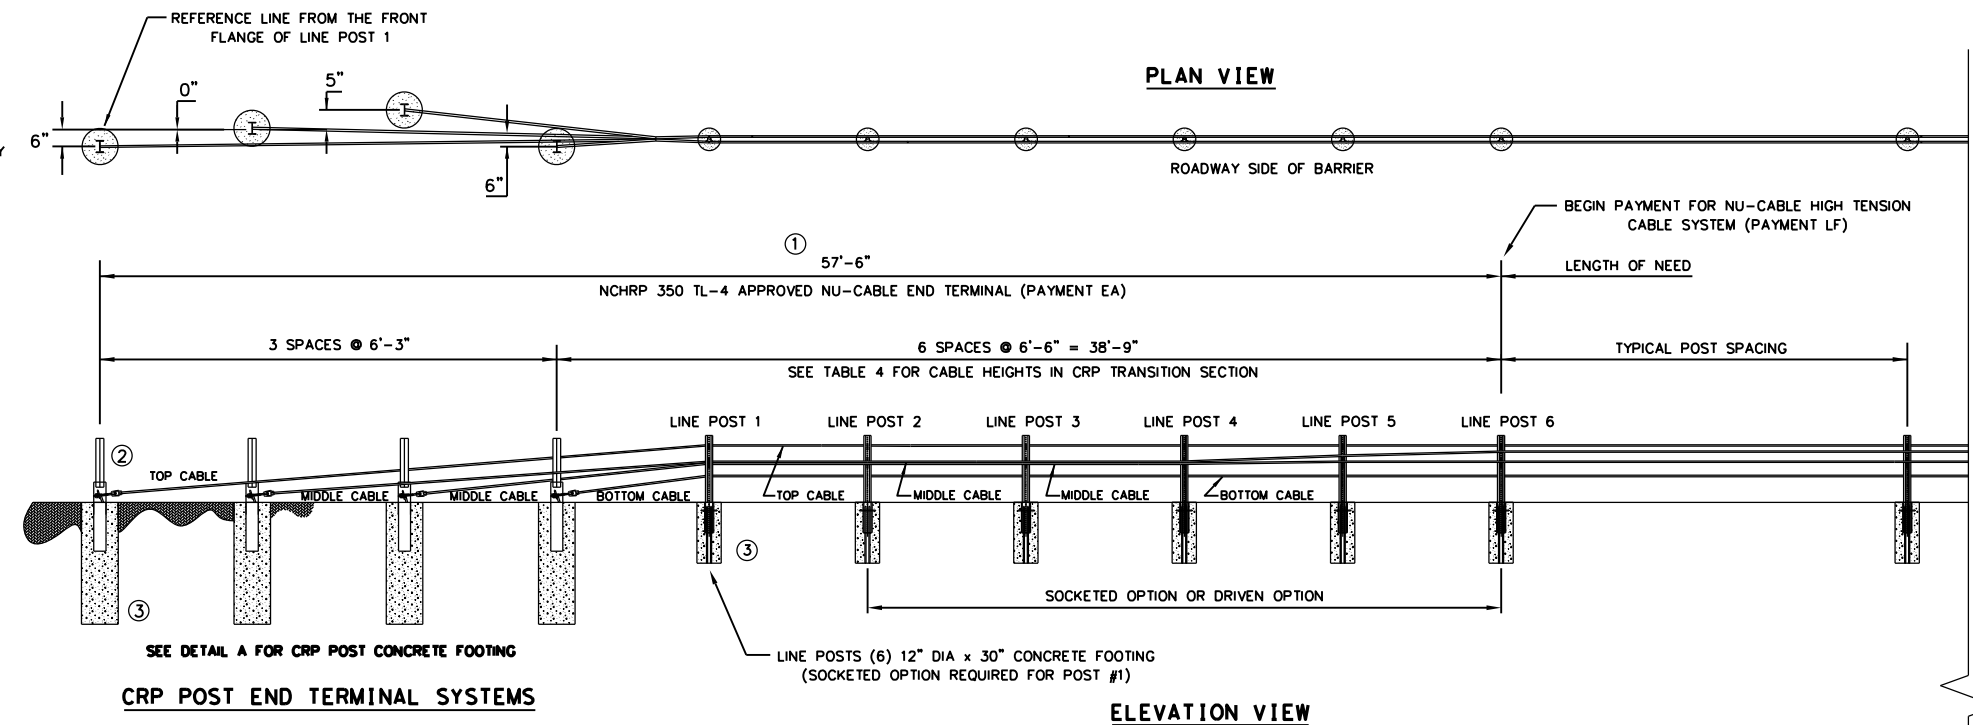 REFERENCE LINE FROM THE FRONT
FLANGE OF LINE POST 1
PLAN VIEW
5"
0"
6"
Y
6"
ROADWAY SIDE OF BARRIER
BEGIN PAYMENT FOR NU-CABLE HIGH TENSION
CABLE SYSTEM (PAYMENT LF)
1
57'-6"
LENGTH OF NEED
NCHRP 350 TL-4 APPROVED NU-CABLE END TERMINAL (PAYMENT EA)
3 SPACES @ 6'-3"
6 SPACES @ 6'-6" = 38'-9"
TYPICAL POST SPACING
SEE TABLE 4 FOR CABLE HEIGHTS IN CRP TRANSITION SECTION
LINE POST 1
LINE POST 2
LINE POST 3
LINE POST 4
LINE POST 5
LINE POST 6
2
TOP CABLE
MIDDLE CABLE
MIDDLE CABLE
BOTTOM CABLE
TOP CABLE
MIDDLE CABLE
MIDDLE CABLE
BOTTOM CABLE
3
3
SOCKETED OPTION OR DRIVEN OPTION
SEE DETAIL A FOR CRP POST CONCRETE FOOTING
LINE POSTS (6) 12" DIA x 30" CONCRETE FOOTING
(SOCKETED OPTION REQUIRED FOR POST #1)
CRP POST END TERMINAL SYSTEMS
ELEVATION VIEW